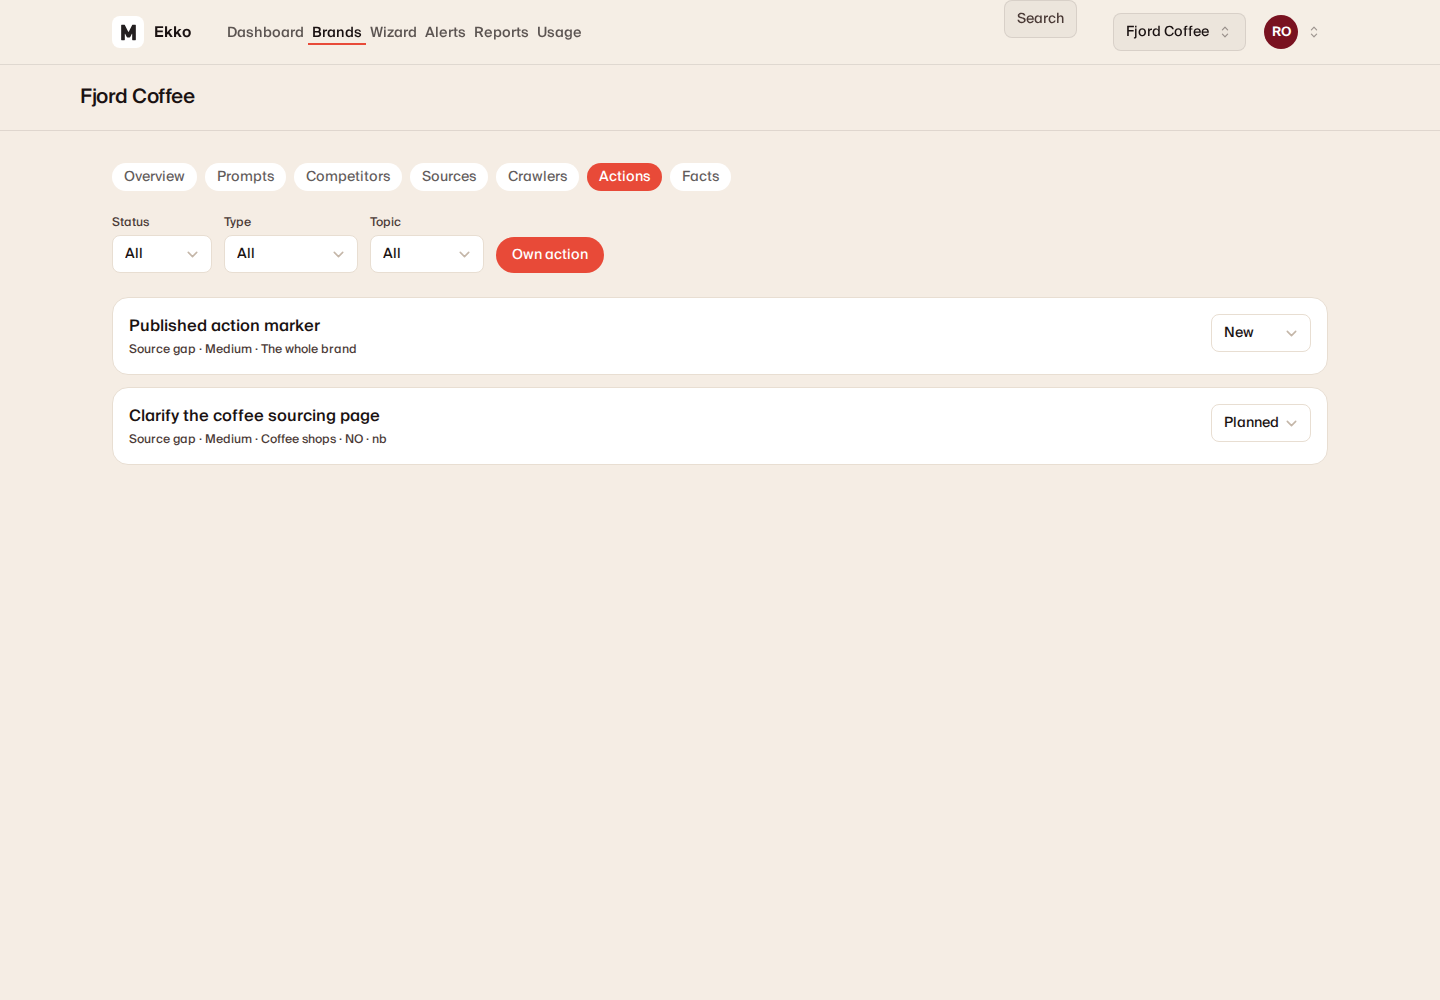 M Ekko Dashboard Brands Wizard Alerts Reports Usage Search Fjord Coffee RO
Fjord Coffee
Overview Prompts Competitors Sources Crawlers Actions Facts
Status Type Topic
All All All Own action
Published action marker New
Source gap · Medium · The whole brand
Clarify the coffee sourcing page Planned
Source gap · Medium · Coffee shops · NO · nb